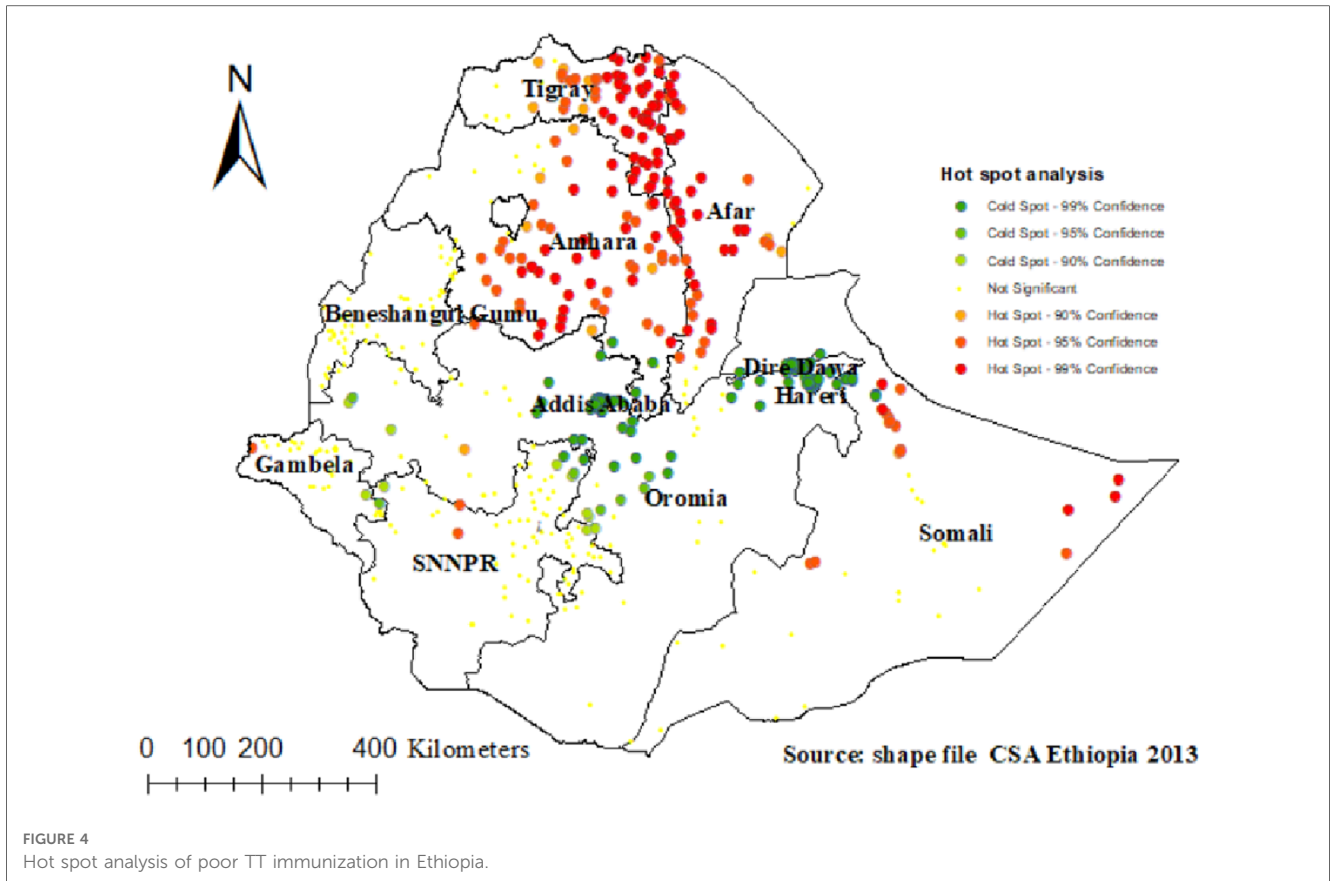 N
Tigray
Afar
Amhara
Beneshangul Gumu
Dire Dawa
Hareri
Addis Ababa
Gambela
Oromia
Somali
SNNPR
Hot spot analysis
Cold Spot - 99% Confidence
Cold Spot - 95% Confidence
Cold Spot - 90% Confidence
Not Significant
Hot Spot - 90% Confidence
Hot Spot - 95% Confidence
Hot Spot - 99% Confidence
0 100 200 400 Kilometers
Source: shape file CSA Ethiopia 2013
FIGURE 4
Hot spot analysis of poor TT immunization in Ethiopia.